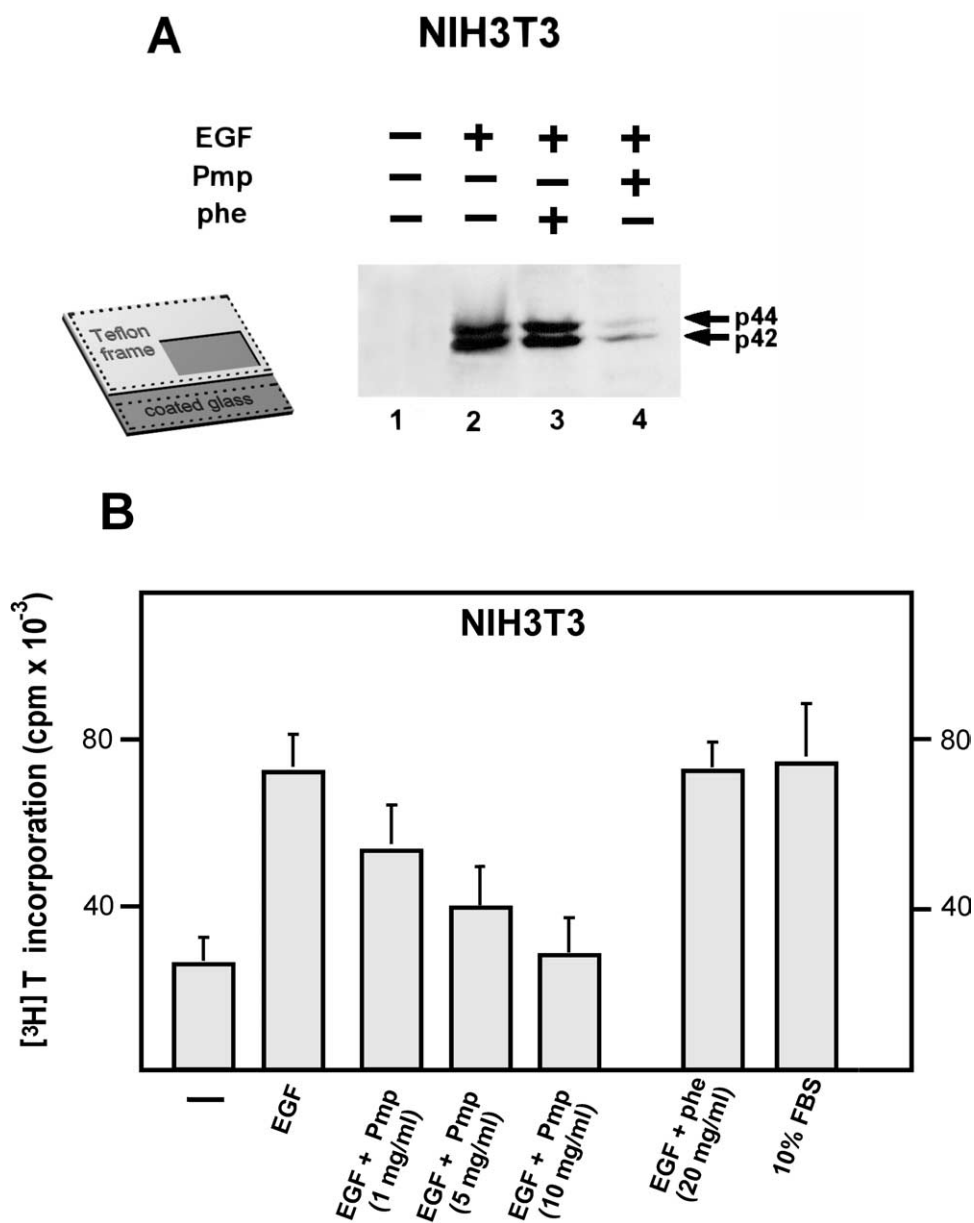 A
NIH3T3
EGF − + + +
Pmp − − − +
phe − − + −
Teflon
frame
coated glass
p44
p42
1 2 3 4
B
[³H] T incorporation (cpm x 10⁻³)
NIH3T3
80
40
80
40
—
EGF
EGF + Pmp
(1 mg/ml)
EGF + Pmp
(5 mg/ml)
EGF + Pmp
(10 mg/ml)
EGF + phe
(20 mg/ml)
10% FBS